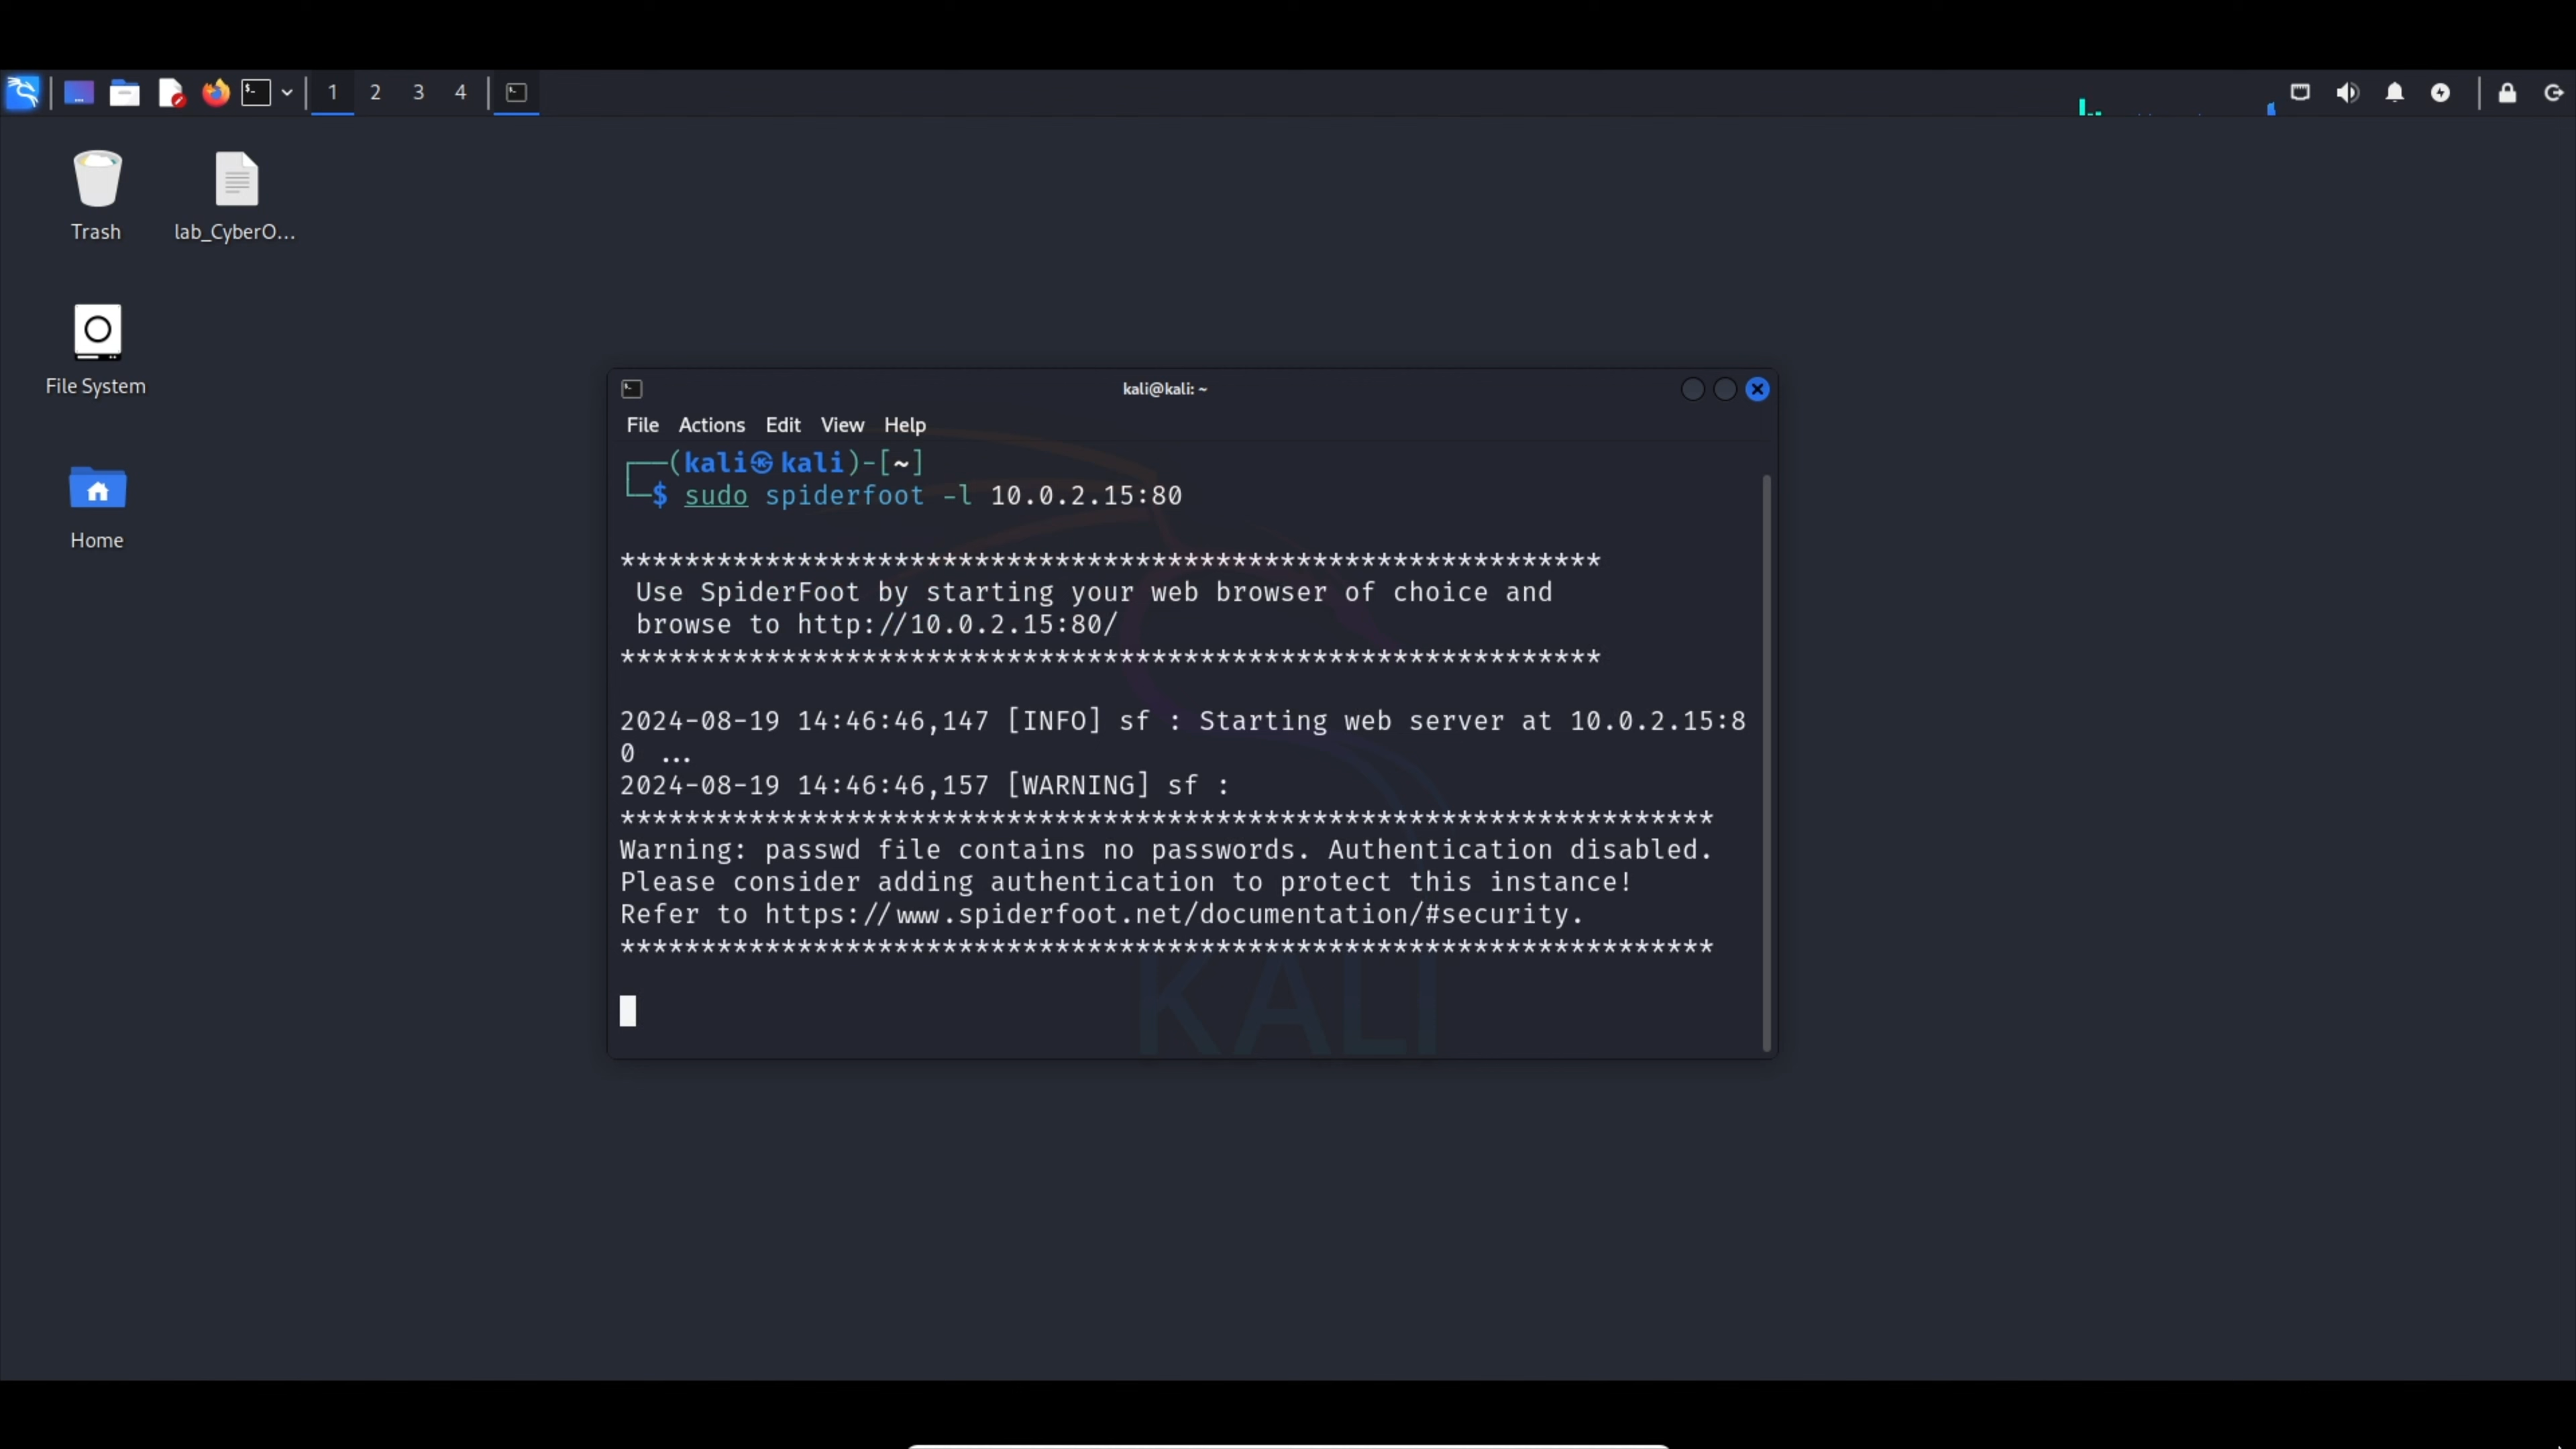 1 2 3 4
Trash
lab_CyberO...
File System
Home
kali@kali: ~
File Actions Edit View Help
┌──(kali㉿kali)-[~]
└─$ sudo spiderfoot -l 10.0.2.15:80
*************************************************************
Use SpiderFoot by starting your web browser of choice and
browse to http://10.0.2.15:80/
*************************************************************
2024-08-19 14:46:46,147 [INFO] sf : Starting web server at 10.0.2.15:8
0 ...
2024-08-19 14:46:46,157 [WARNING] sf :
********************************************************************
Warning: passwd file contains no passwords. Authentication disabled.
Please consider adding authentication to protect this instance!
Refer to https://www.spiderfoot.net/documentation/#security.
********************************************************************
KALI